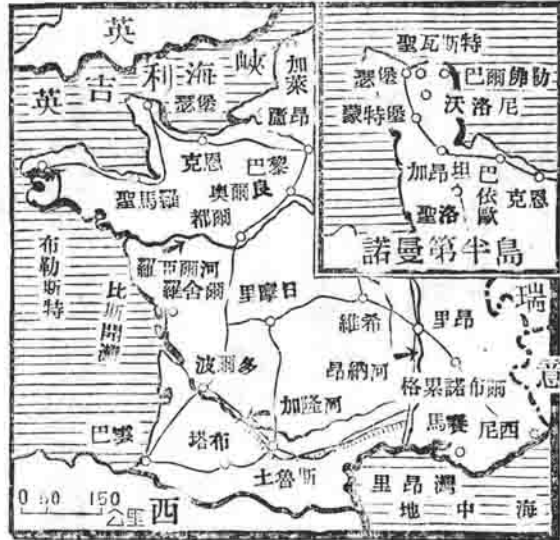 英
英吉利海峽
加萊
瑟堡
盧昂
克恩
巴黎
奧爾良
聖馬羅
都爾
布勒斯特
比斯開灣
羅亞爾河
羅舍爾
里摩日
維希
里昂
瑞
意
波爾多
昂納河
格累諾布爾
加隆河
馬賽
尼西
巴雲
塔布
土魯斯
里昂灣
地中海
西
0 50 150
公里
聖瓦斯特
瑟堡
巴爾佛勒
沃洛尼
蒙特堡
加昂坦
巴依歐
克恩
聖洛
諾曼第半島